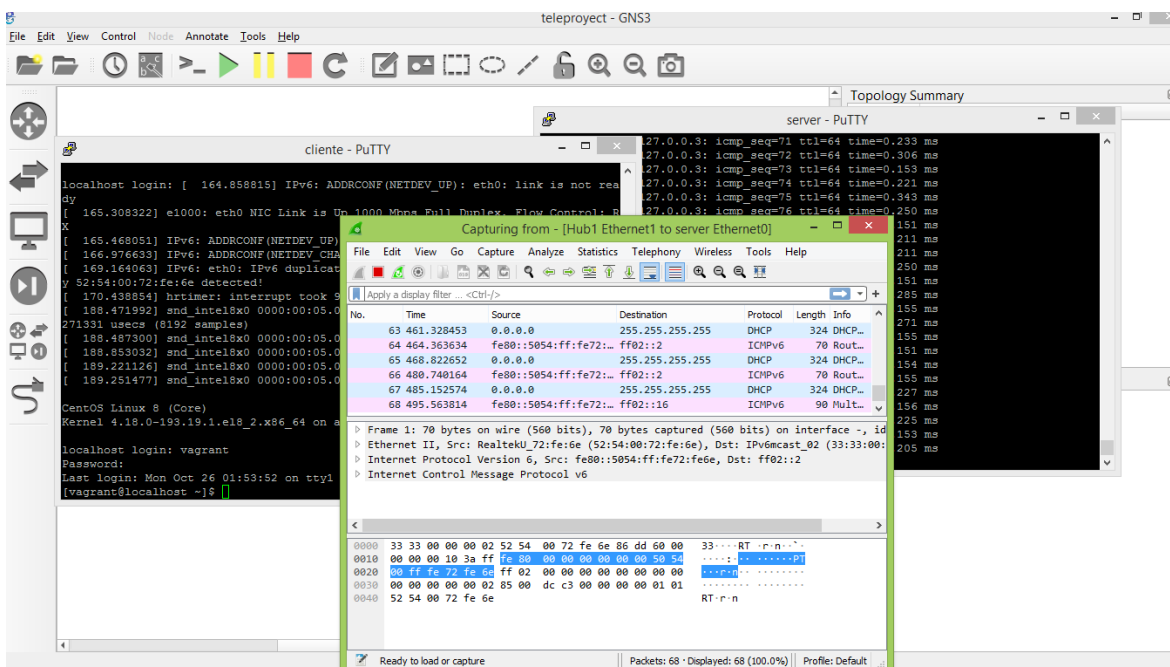 teleproyect - GNS3
File Edit View Control Node Annotate Tools Help
Topology Summary
server - PuTTY
127.0.0.3: icmp_seq=71 ttl=64 time=0.233 ms
127.0.0.3: icmp_seq=72 ttl=64 time=0.306 ms
127.0.0.3: icmp_seq=73 ttl=64 time=0.153 ms
127.0.0.3: icmp_seq=74 ttl=64 time=0.221 ms
127.0.0.3: icmp_seq=75 ttl=64 time=0.343 ms
127.0.0.3: icmp_seq=76 ttl=64 time=0.250 ms
151 ms
211 ms
211 ms
250 ms
151 ms
285 ms
155 ms
271 ms
155 ms
151 ms
154 ms
155 ms
227 ms
156 ms
225 ms
153 ms
205 ms
cliente - PuTTY
localhost login: [  164.858815] IPv6: ADDRCONF(NETDEV_UP): eth0: link is not rea
dy
[  165.308322] e1000: eth0 NIC Link is Up 1000 Mbps Full Duplex, Flow Control: R
X
[  165.468051] IPv6: ADDRCONF(NETDEV_UP)
[  166.976633] IPv6: ADDRCONF(NETDEV_CHA
[  169.164063] IPv6: eth0: IPv6 duplicat
y 52:54:00:72:fe:6e detected!
[  170.438854] hrtimer: interrupt took 9
[  188.471992] snd_intel8x0 0000:00:05.0
271331 usecs (8192 samples)
[  188.487300] snd_intel8x0 0000:00:05.0
[  188.853032] snd_intel8x0 0000:00:05.0
[  189.221126] snd_intel8x0 0000:00:05.0
[  189.251477] snd_intel8x0 0000:00:05.0
CentOS Linux 8 (Core)
Kernel 4.18.0-193.19.1.el8_2.x86_64 on a
localhost login: vagrant
Password:
Last login: Mon Oct 26 01:53:52 on tty1
[vagrant@localhost ~]$
Capturing from - [Hub1 Ethernet1 to server Ethernet0]
File Edit View Go Capture Analyze Statistics Telephony Wireless Tools Help
Apply a display filter ... <Ctrl-/>
No. Time Source Destination Protocol Length Info
63 461.328453 0.0.0.0 255.255.255.255 DHCP 324 DHCP…
64 464.363634 fe80::5054:ff:fe72:… ff02::2 ICMPv6 70 Rout…
65 468.822652 0.0.0.0 255.255.255.255 DHCP 324 DHCP…
66 480.740164 fe80::5054:ff:fe72:… ff02::2 ICMPv6 70 Rout…
67 485.152574 0.0.0.0 255.255.255.255 DHCP 324 DHCP…
68 495.563814 fe80::5054:ff:fe72:… ff02::16 ICMPv6 90 Mult…
Frame 1: 70 bytes on wire (560 bits), 70 bytes captured (560 bits) on interface -, id
Ethernet II, Src: RealtekU_72:fe:6e (52:54:00:72:fe:6e), Dst: IPv6mcast_02 (33:33:00:
Internet Protocol Version 6, Src: fe80::5054:ff:fe72:fe6e, Dst: ff02::2
Internet Control Message Protocol v6
0000 33 33 00 00 00 02 52 54 00 72 fe 6e 86 dd 60 00 33····RT ·r·n··`·
0010 00 00 00 10 3a ff fe 80 00 00 00 00 00 00 50 54 ····:··· ······PT
0020 00 ff fe 72 fe 6e ff 02 00 00 00 00 00 00 00 00 ···r·n·· ········
0030 00 00 00 00 00 02 85 00 dc c3 00 00 00 00 01 01 ········ ········
0040 52 54 00 72 fe 6e RT·r·n
Ready to load or capture
Packets: 68 · Displayed: 68 (100.0%)
Profile: Default